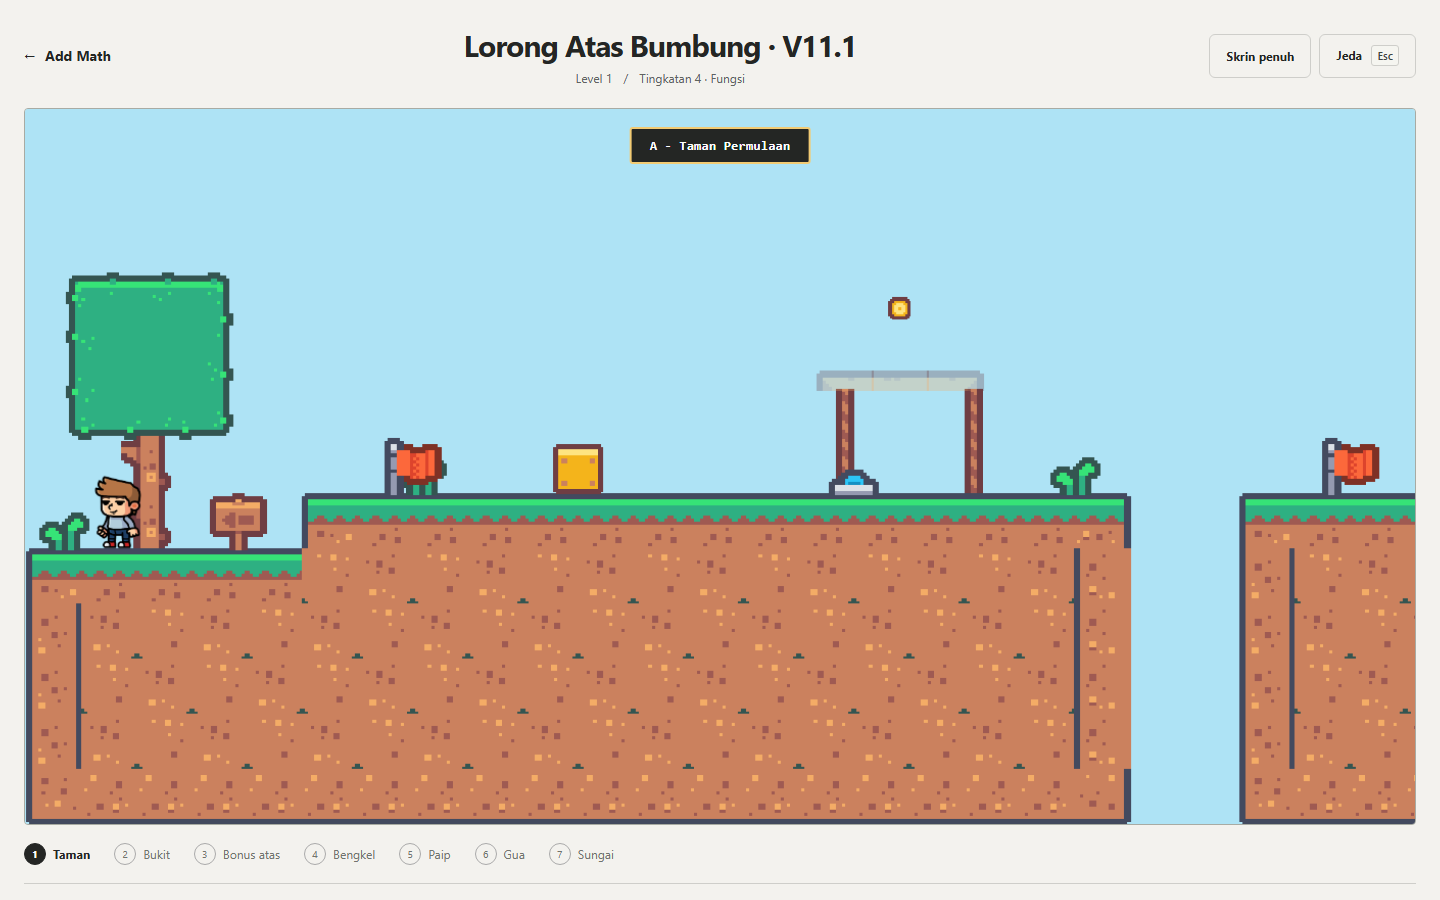 ← Add Math
Lorong Atas Bumbung · V11.1
Level 1 / Tingkatan 4 · Fungsi
Skrin penuh
Jeda Esc
A - Taman Permulaan
1 Taman
2 Bukit
3 Bonus atas
4 Bengkel
5 Paip
6 Gua
7 Sungai